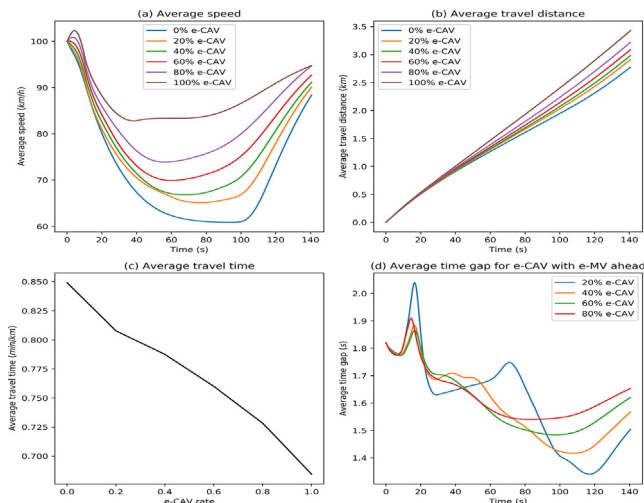 (a) Average speed
100
90
80
70
60
Average speed (km/h)
0% e-CAV
20% e-CAV
40% e-CAV
60% e-CAV
80% e-CAV
100% e-CAV
0 20 40 60 80 100 120 140
Time (s)
(b) Average travel distance
3.5
3.0
2.5
2.0
1.5
1.0
0.5
0.0
Average travel distance (km)
0% e-CAV
20% e-CAV
40% e-CAV
60% e-CAV
80% e-CAV
100% e-CAV
0 20 40 60 80 100 120 140
Time (s)
(c) Average travel time
0.850
0.825
0.800
0.775
0.750
0.725
0.700
Average travel time (min/km)
0.0 0.2 0.4 0.6 0.8 1.0
e-CAV rate
(d) Average time gap for e-CAV with e-MV ahead
2.0
1.9
1.8
1.7
1.6
1.5
1.4
Average time gap (s)
20% e-CAV
40% e-CAV
60% e-CAV
80% e-CAV
0 20 40 60 80 100 120 140
Time (s)